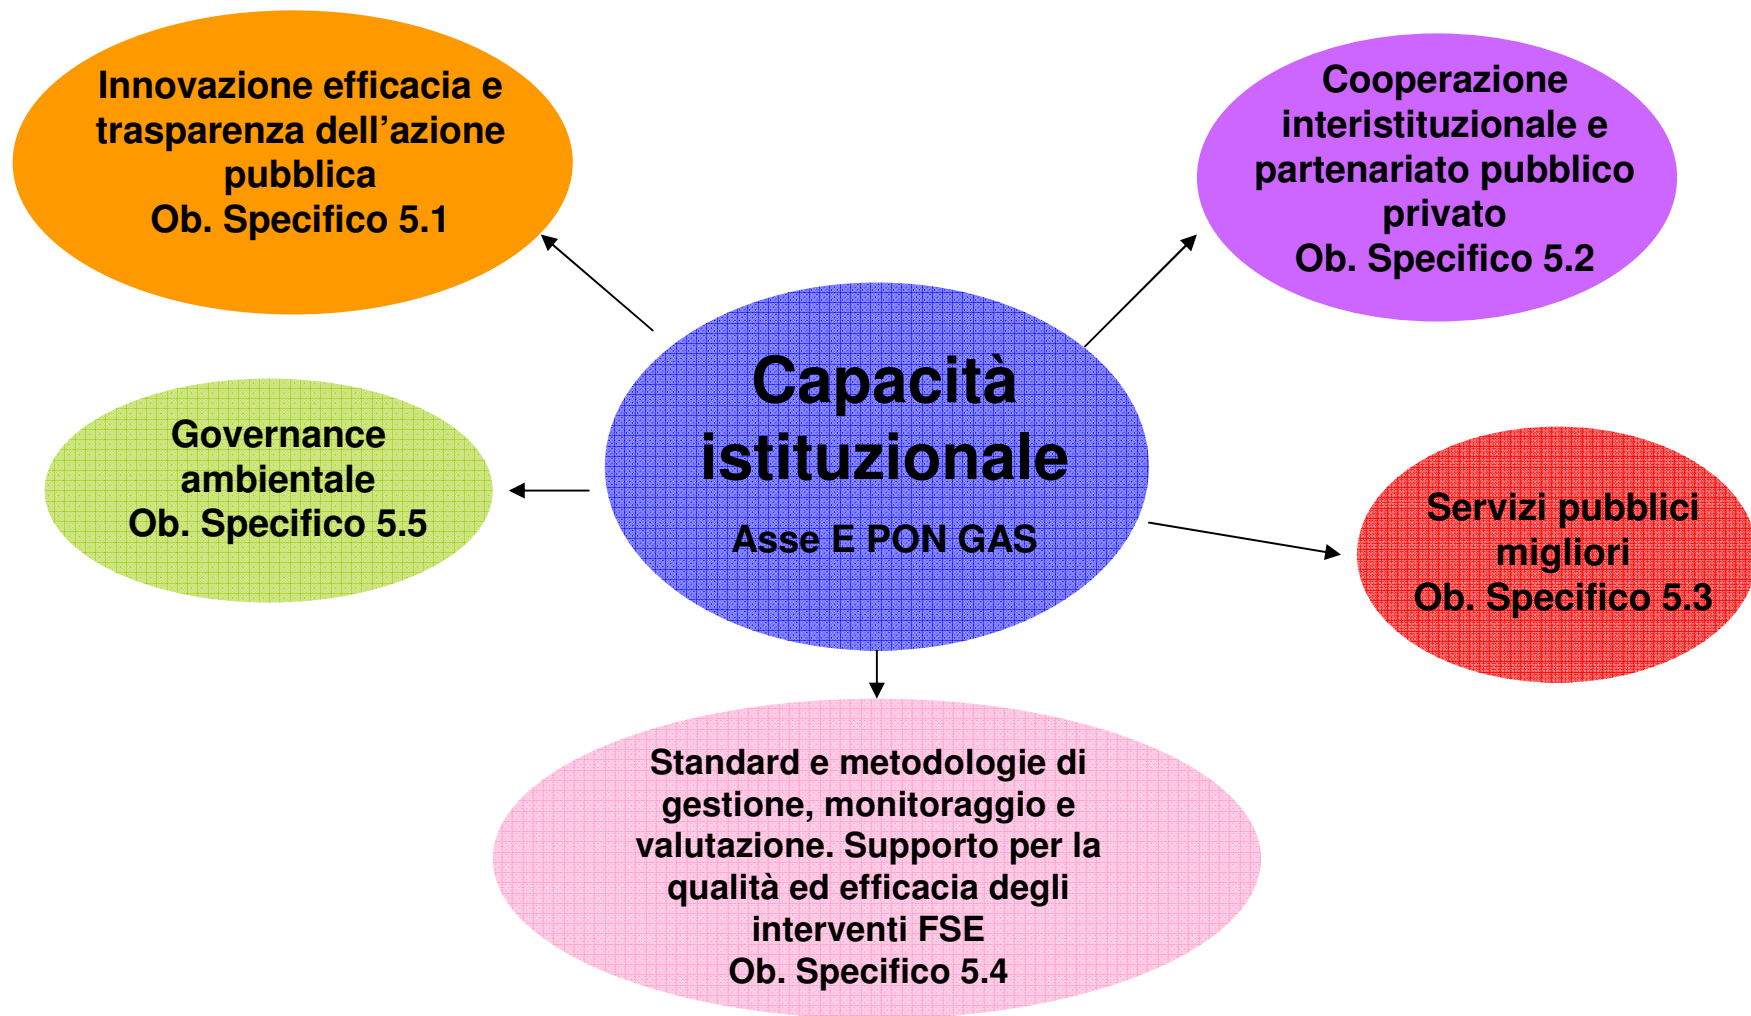 Innovazione efficacia e
trasparenza dell’azione
pubblica
Ob. Specifico 5.1
Cooperazione
interistituzionale e
partenariato pubblico
privato
Ob. Specifico 5.2
Capacità
istituzionale
Asse E PON GAS
Governance
ambientale
Ob. Specifico 5.5
Servizi pubblici
migliori
Ob. Specifico 5.3
Standard e metodologie di
gestione, monitoraggio e
valutazione. Supporto per la
qualità ed efficacia degli
interventi FSE
Ob. Specifico 5.4